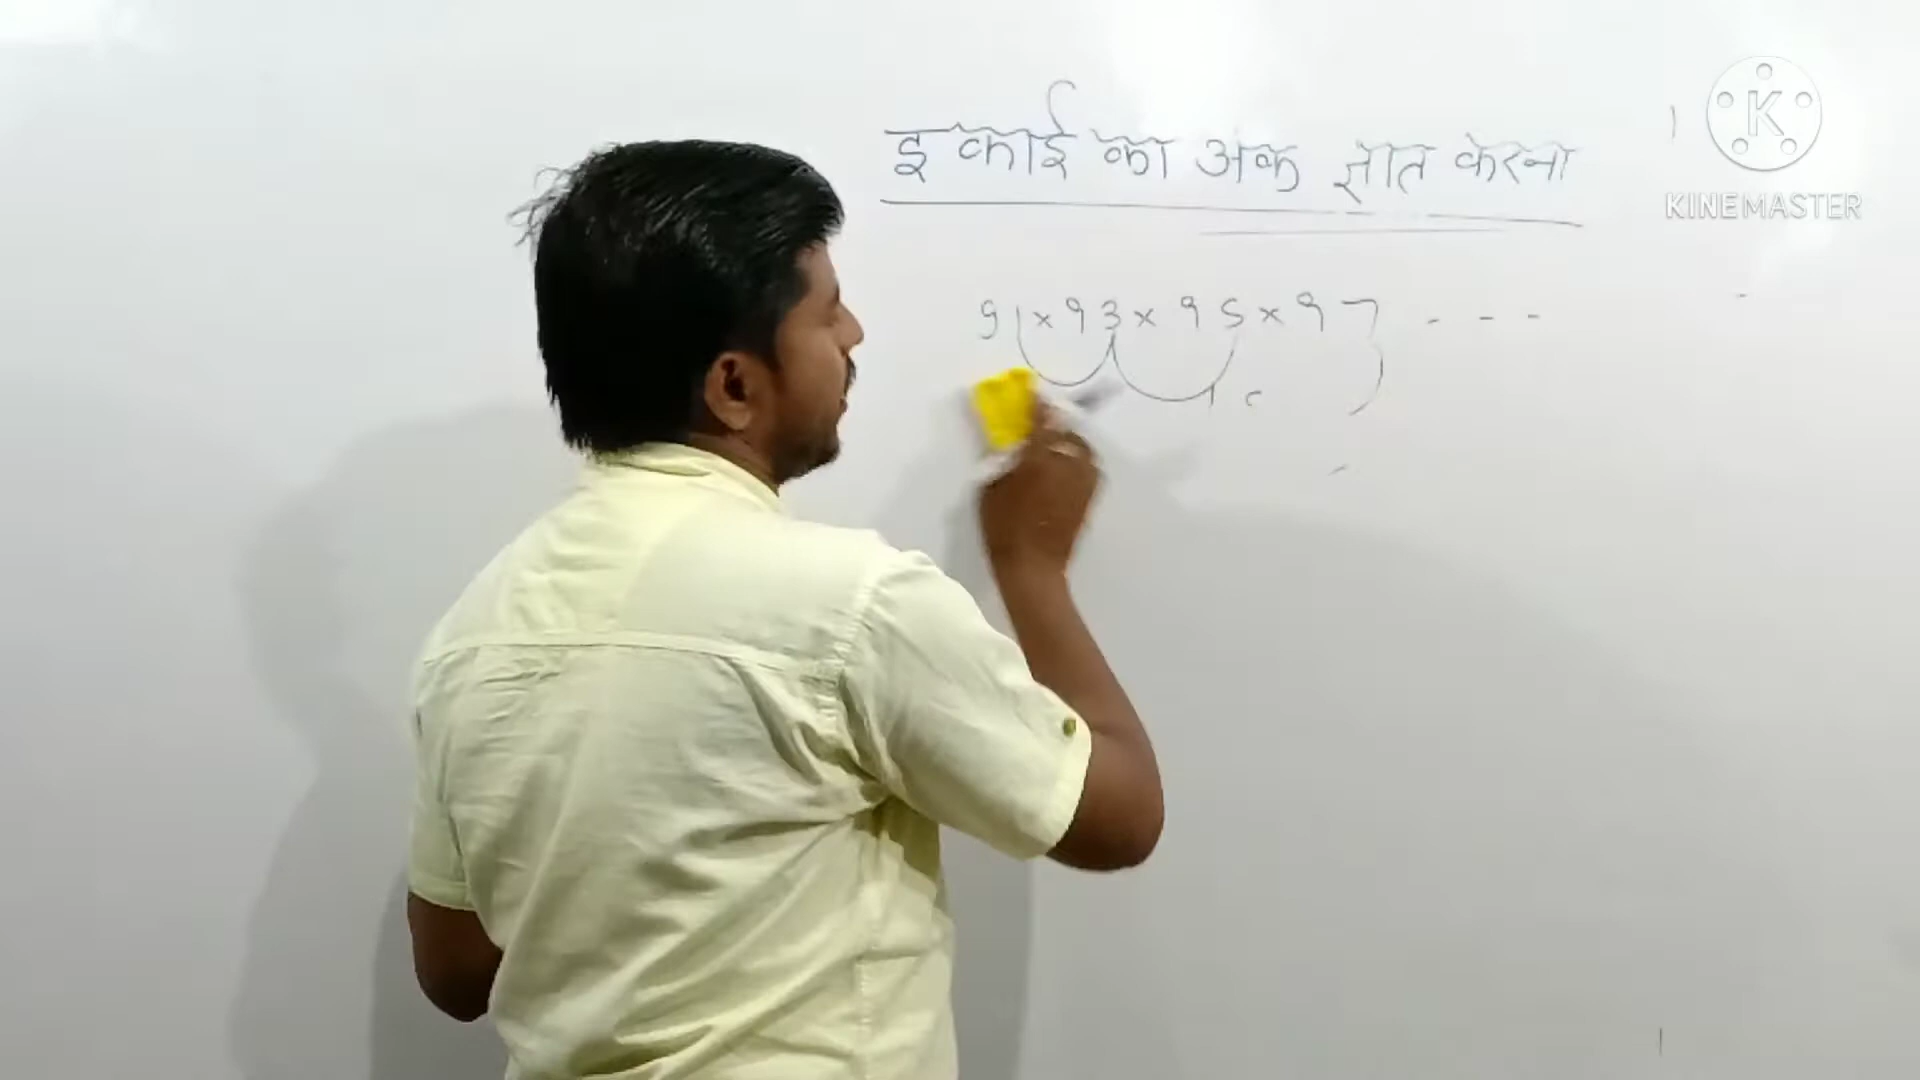 इकाई का अंक ज्ञात करना
91 × 93 × 95 × 97 - - -
K
KINEMASTER